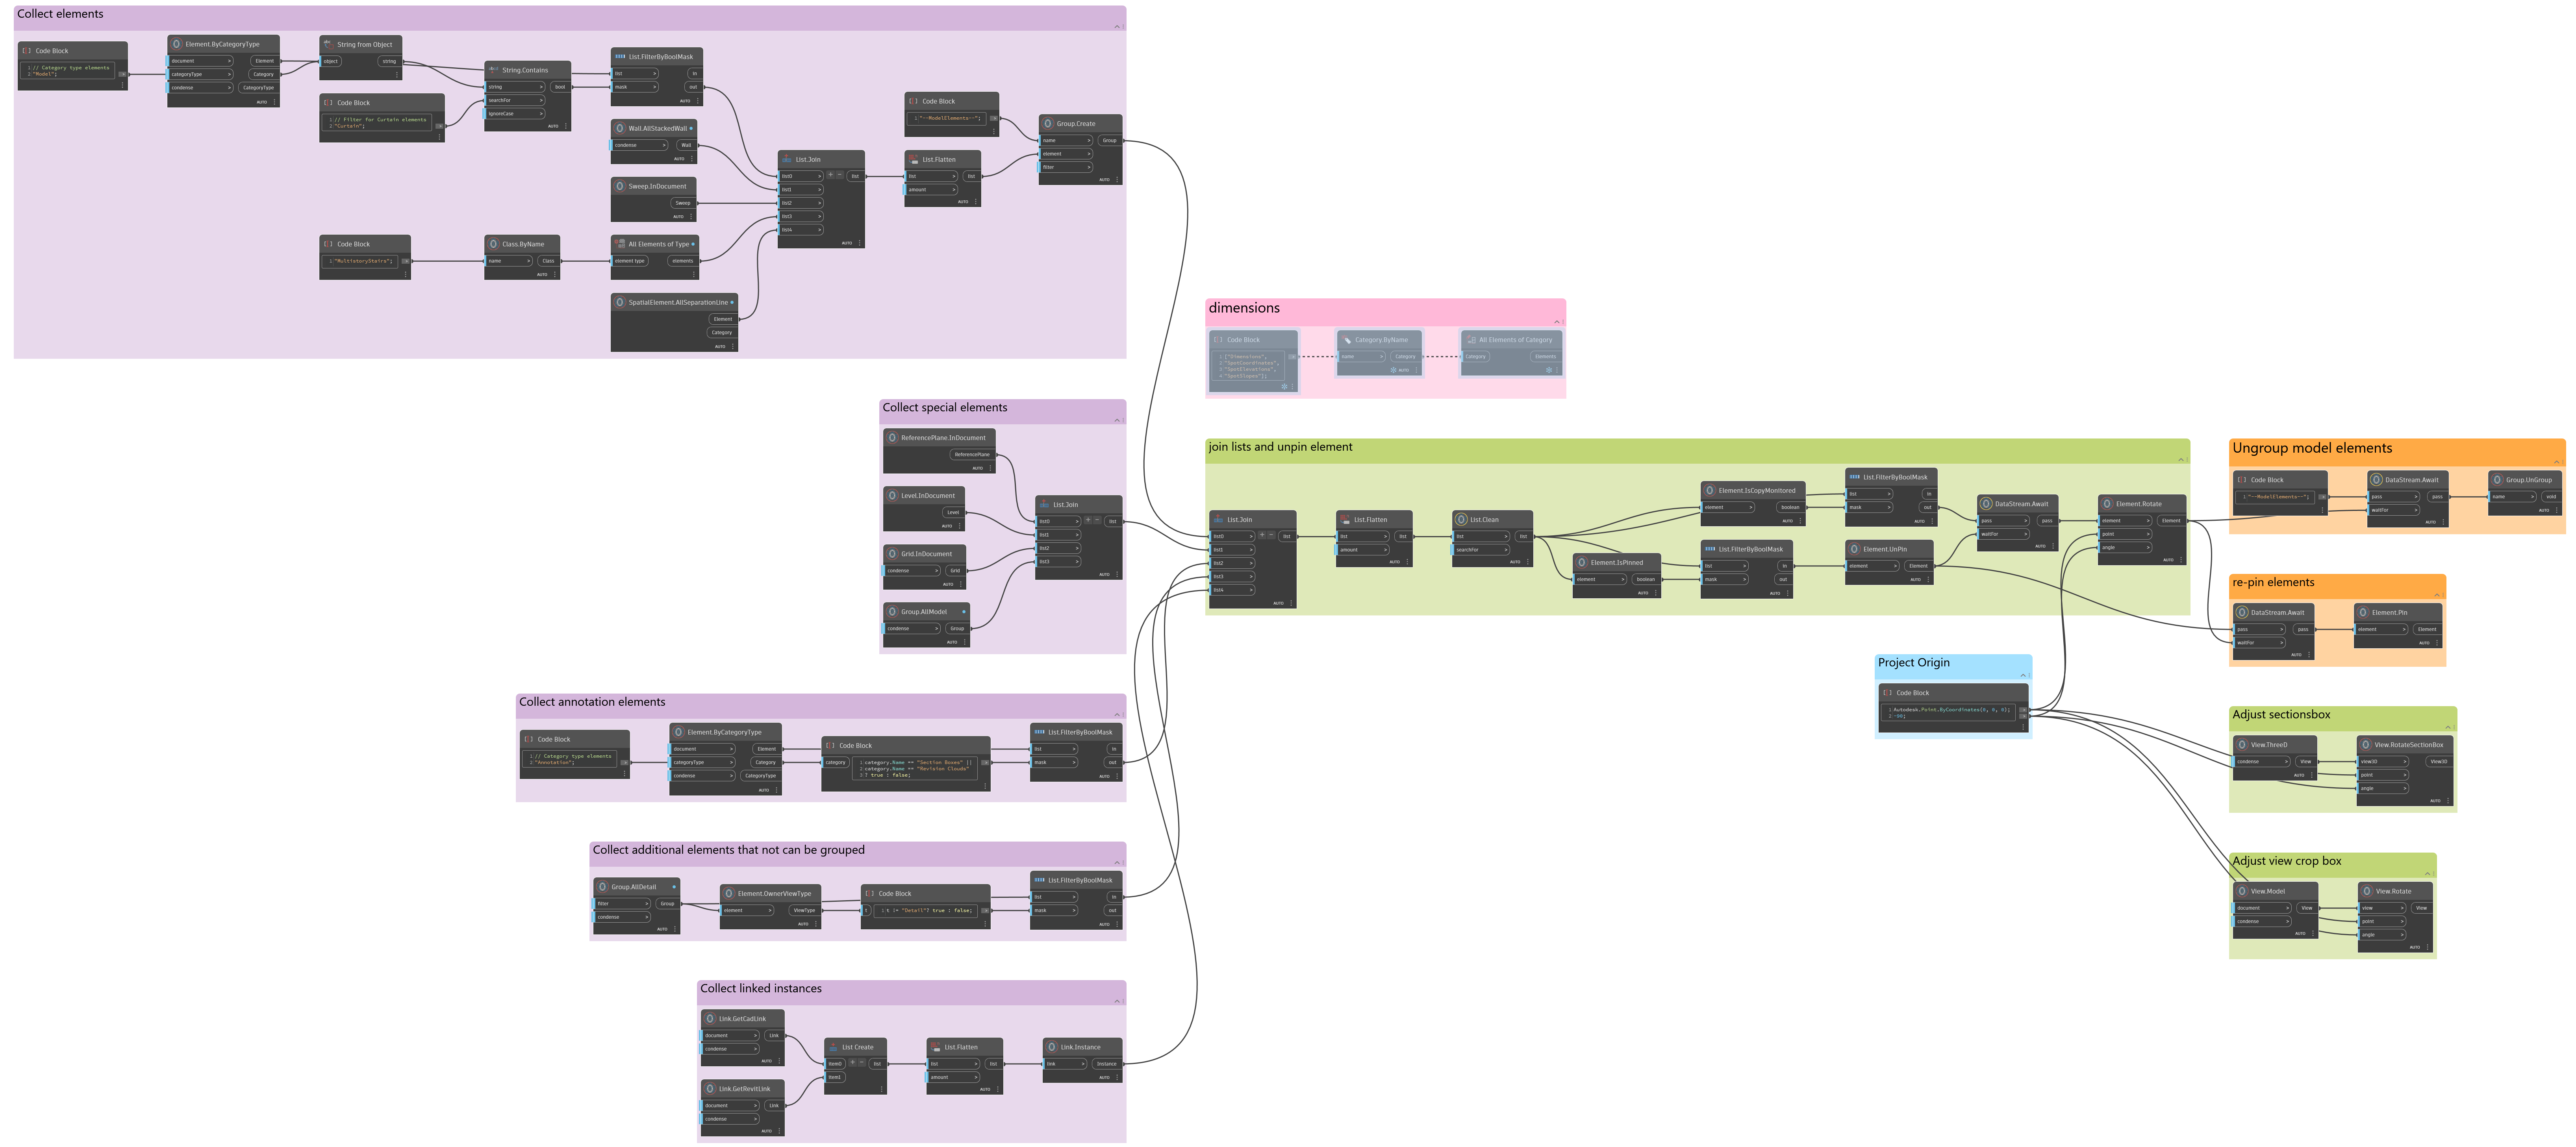 Collect elements
Code Block
1 // Category type elements
2 "Model";
Element.ByCategoryType
document > Element
categoryType > Category
condense > CategoryType
AUTO
String from Object
object string
Code Block
1 // Filter for Curtain elements
2 "Curtain";
String.Contains
string > bool
searchFor >
ignoreCase >
AUTO
List.FilterByBoolMask
list > in
mask > out
AUTO
Wall.AllStackedWall
condense > Wall
AUTO
Sweep.InDocument
Sweep
AUTO
Code Block
1 "MultistoryStairs";
Class.ByName
name > Class
AUTO
All Elements of Type
element type elements
SpatialElement.AllSeparationLine
Element
Category
AUTO
List.Join
list0 > + - list
list1 >
list2 >
list3 >
list4 >
AUTO
Code Block
1 "~~ModelElements~~";
List.Flatten
list > list
amount >
AUTO
Group.Create
name > Group
element >
filter >
AUTO
dimensions
Code Block
1 ["Dimensions",
2 "SpotCoordinates",
3 "SpotElevations",
4 "SpotSlopes"];
Category.ByName
name > Category
AUTO
All Elements of Category
Category Elements
Collect special elements
ReferencePlane.InDocument
ReferencePlane
AUTO
Level.InDocument
Level
AUTO
Grid.InDocument
condense > Grid
AUTO
Group.AllModel
condense > Group
AUTO
List.Join
list0 > + - list
list1 >
list2 >
list3 >
AUTO
join lists and unpin element
List.Join
list0 > + - list
list1 >
list2 >
list3 >
list4 >
AUTO
List.Flatten
list > list
amount >
AUTO
List.Clean
list > list
searchFor >
AUTO
Element.IsCopyMonitored
element > boolean
AUTO
Element.IsPinned
element > boolean
AUTO
List.FilterByBoolMask
list > in
mask > out
AUTO
List.FilterByBoolMask
list > in
mask > out
AUTO
Element.UnPin
element > Element
AUTO
DataStream.Await
pass > pass
waitFor >
AUTO
Element.Rotate
element > Element
point >
angle >
AUTO
Ungroup model elements
Code Block
1 "~~ModelElements~~";
DataStream.Await
pass > pass
waitFor >
AUTO
Group.UnGroup
name > void
AUTO
re-pin elements
DataStream.Await
pass > pass
waitFor >
AUTO
Element.Pin
element > Element
AUTO
Project Origin
Code Block
1 Autodesk.Point.ByCoordinates(0, 0, 0);
2 -90;
Adjust sectionsbox
View.ThreeD
condense > View
AUTO
View.RotateSectionBox
view3D > View3D
point >
angle >
AUTO
Adjust view crop box
View.Model
document > View
condense >
AUTO
View.Rotate
view > View
point >
angle >
AUTO
Collect annotation elements
Code Block
1 // Category type elements
2 "Annotation";
Element.ByCategoryType
document > Element
categoryType > Category
condense > CategoryType
AUTO
Code Block
category
1 category.Name == "Section Boxes" ||
2 category.Name == "Revision Clouds"
3 ? true : false;
List.FilterByBoolMask
list > in
mask > out
AUTO
Collect additional elements that not can be grouped
Group.AllDetail
filter > Group
condense >
AUTO
Element.OwnerViewType
element > ViewType
AUTO
Code Block
t 1 t != "Detail"? true : false;
List.FilterByBoolMask
list > in
mask > out
AUTO
Collect linked instances
Link.GetCadLink
document > Link
condense >
AUTO
Link.GetRevitLink
document > Link
condense >
AUTO
List Create
item0 + - list
item1
List.Flatten
list > list
amount >
AUTO
Link.Instance
link > Instance
AUTO